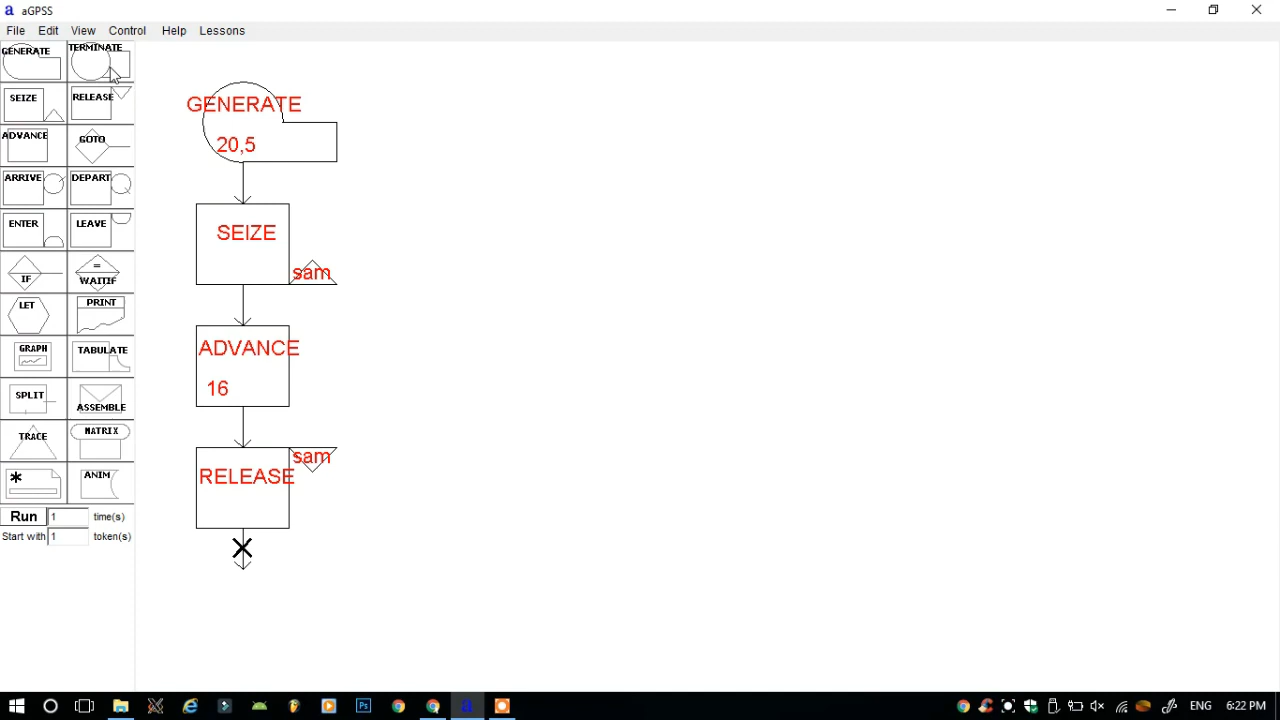 aGPSS
File Edit View Control Help Lessons
GENERATE TERMINATE
SEIZE RELEASE
ADVANCE GOTO
ARRIVE DEPART
ENTER LEAVE
IF = WAITIF
LET PRINT
GRAPH TABULATE
SPLIT ASSEMBLE
TRACE MATRIX
* ANIM
Run 1 time(s)
Start with 1 token(s)
GENERATE
20,5
SEIZE
sam
ADVANCE
16
sam
RELEASE
Ps
ENG 6:22 PM